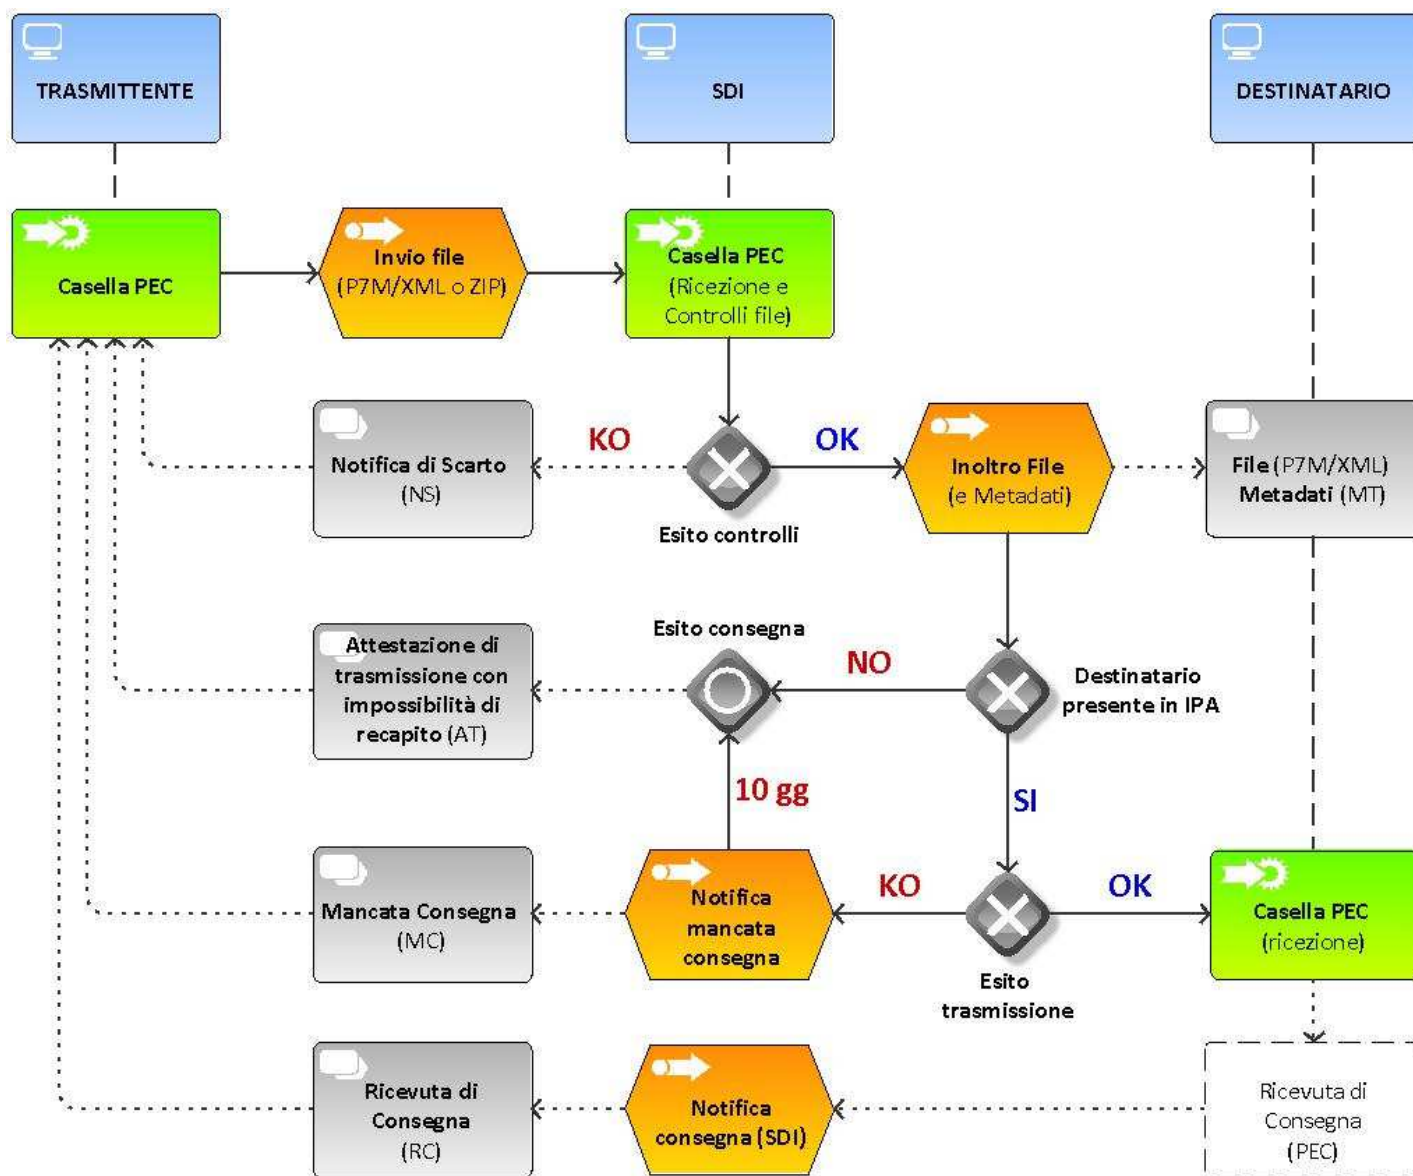 TRASMITTENTE
SDI
DESTINATARIO
Casella PEC
Invio file
(P7M/XML o ZIP)
Casella PEC
(Ricezione e
Controlli file)
KO
OK
Notifica di Scarto
(NS)
Esito controlli
Inoltro File
(e Metadati)
File (P7M/XML)
Metadati (MT)
Attestazione di
trasmissione con
impossibilità di
recapito (AT)
Esito consegna
NO
Destinatario
presente in IPA
10 gg
SI
Mancata Consegna
(MC)
Notifica
mancata
consegna
KO
OK
Esito
trasmissione
Casella PEC
(ricezione)
Ricevuta di
Consegna
(RC)
Notifica
consegna (SDI)
Ricevuta di
Consegna
(PEC)